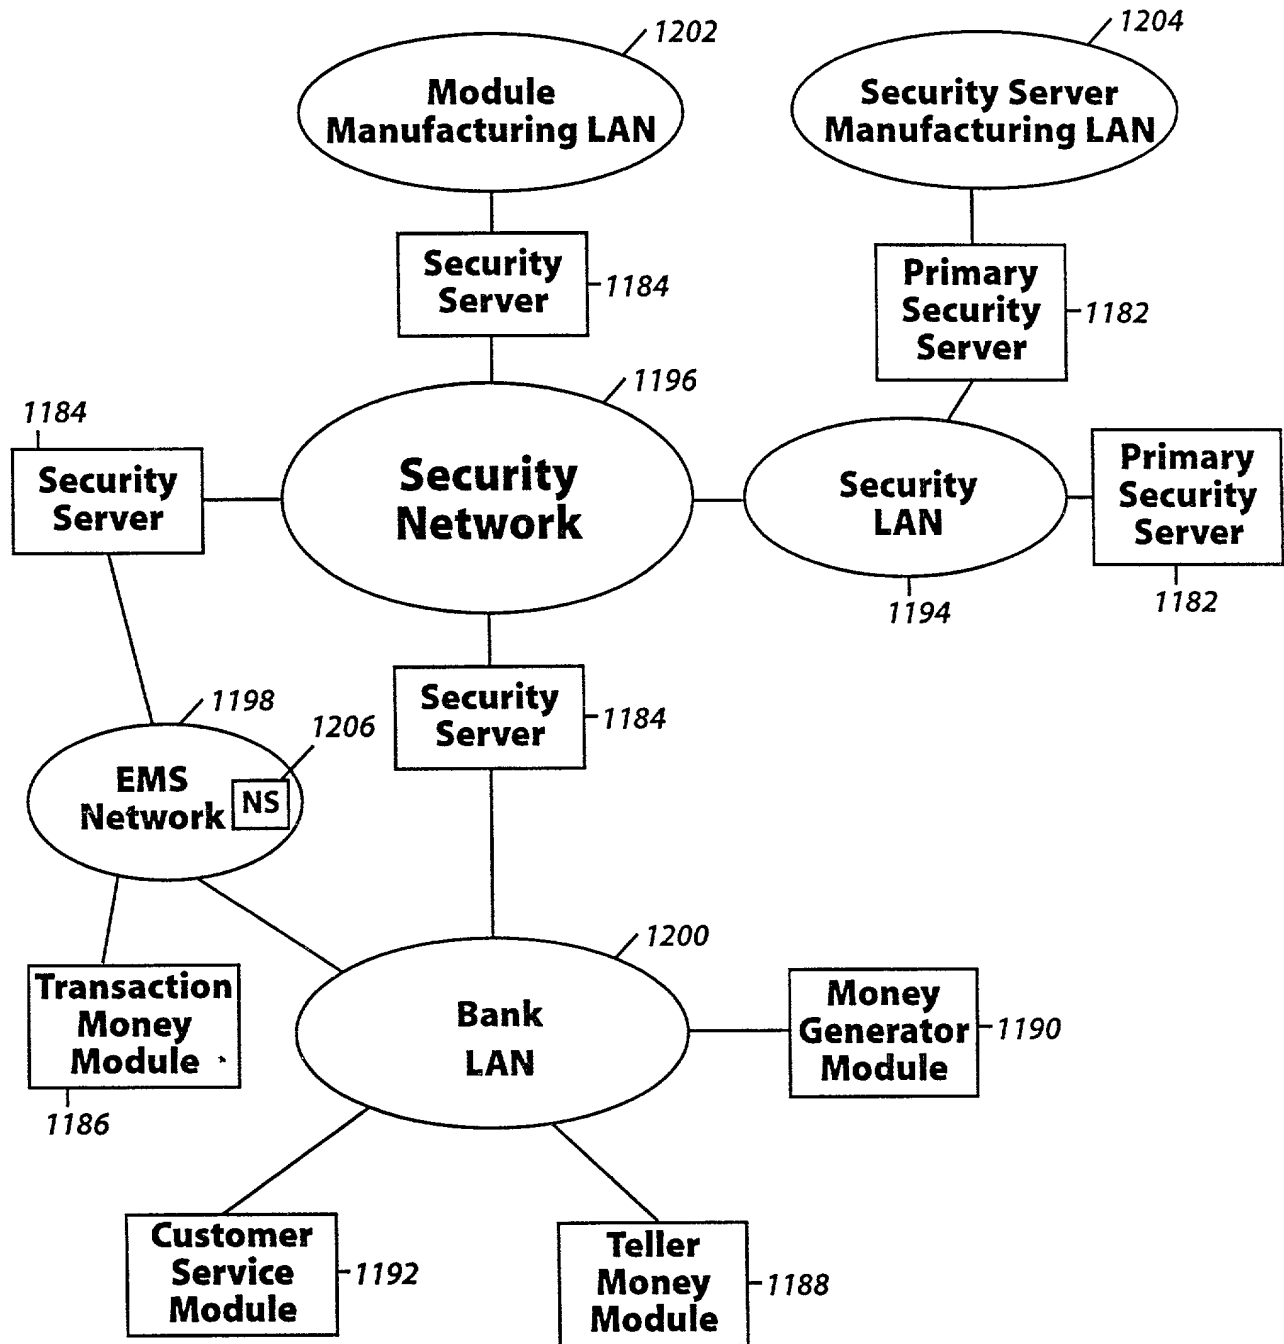 1202
Module
Manufacturing LAN
1204
Security Server
Manufacturing LAN
Security
Server
1184
Primary
Security
Server
1182
1196
Security
Network
1184
Security
Server
Security
LAN
1194
Primary
Security
Server
1182
Security
Server
1184
1198
1206
EMS
Network
NS
Transaction
Money
Module
1186
1200
Bank
LAN
Money
Generator
Module
1190
Customer
Service
Module
1192
Teller
Money
Module
1188